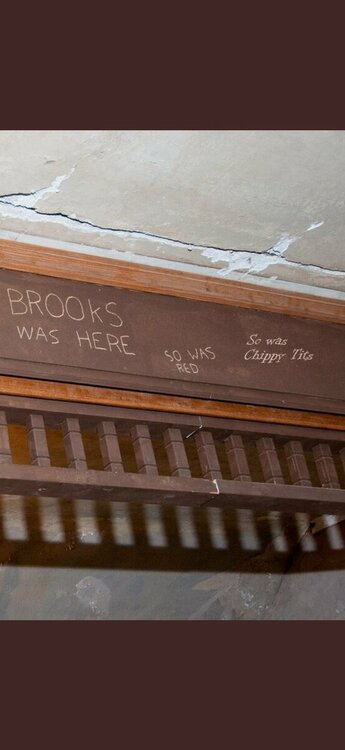 BROOKS
WAS HERE
SO WAS
RED
So was
Chippy Tits